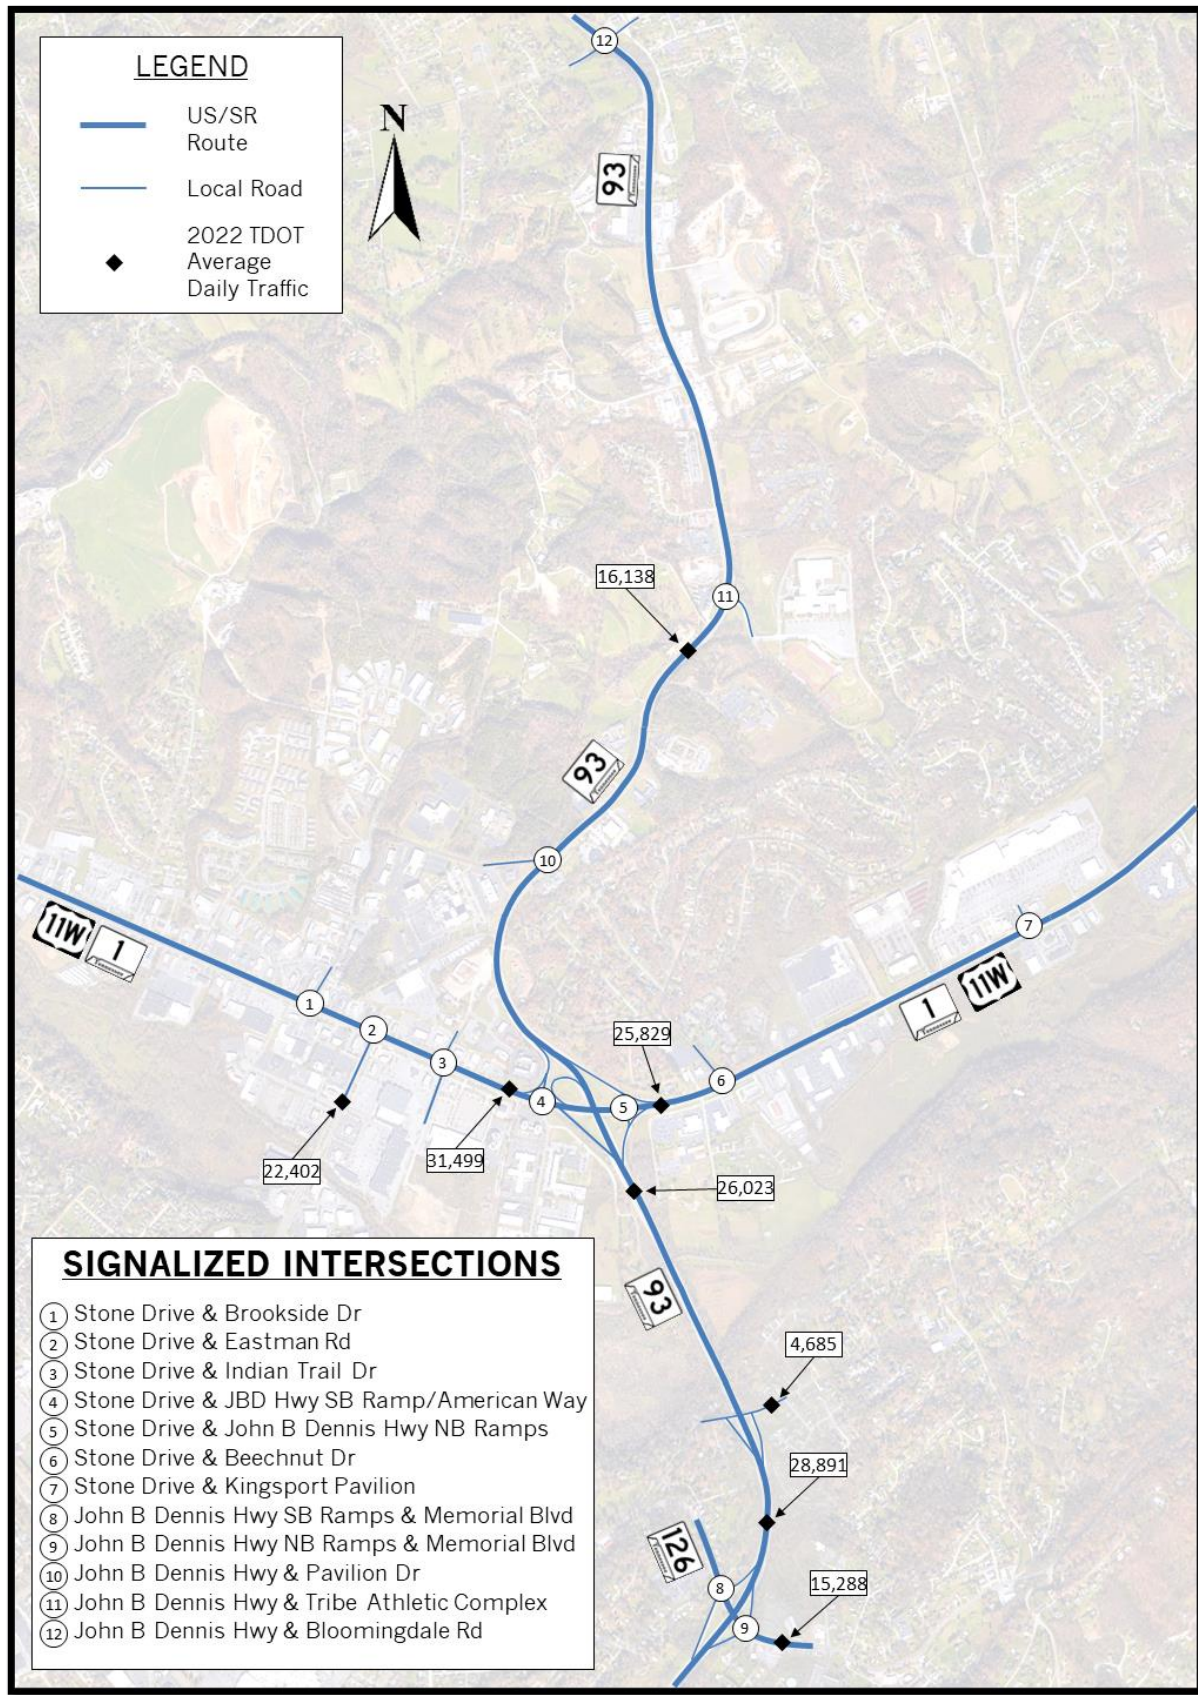 LEGEND
US/SR
Route
Local Road
2022 TDOT
Average
Daily Traffic
N
12
93
Tennessee
16,138
11
93
Tennessee
10
11W
1
Tennessee
7
1
Tennessee
11W
1
2
3
25,829
6
4
5
22,402
31,499
26,023
93
Tennessee
4,685
28,891
126
Tennessee
8
15,288
9
SIGNALIZED INTERSECTIONS
1 Stone Drive & Brookside Dr
2 Stone Drive & Eastman Rd
3 Stone Drive & Indian Trail Dr
4 Stone Drive & JBD Hwy SB Ramp/American Way
5 Stone Drive & John B Dennis Hwy NB Ramps
6 Stone Drive & Beechnut Dr
7 Stone Drive & Kingsport Pavilion
8 John B Dennis Hwy SB Ramps & Memorial Blvd
9 John B Dennis Hwy NB Ramps & Memorial Blvd
10 John B Dennis Hwy & Pavilion Dr
11 John B Dennis Hwy & Tribe Athletic Complex
12 John B Dennis Hwy & Bloomingdale Rd